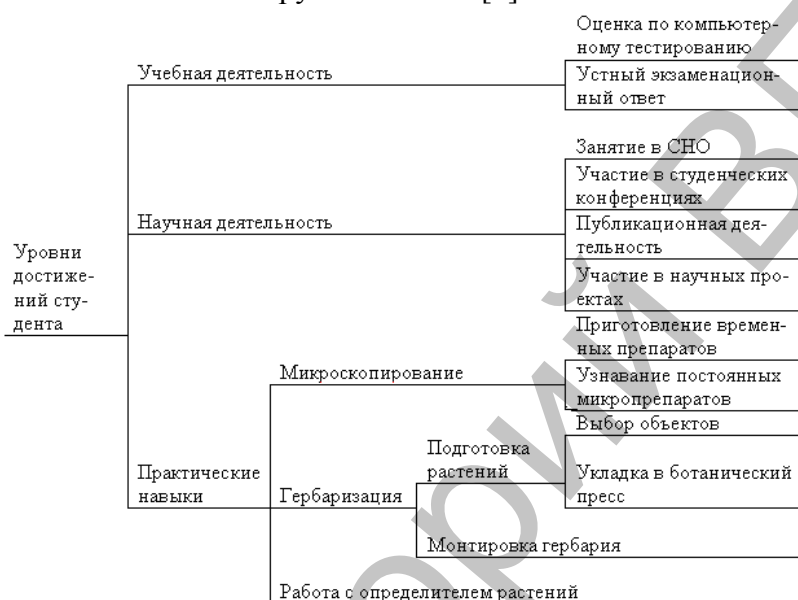 Оценка по компьютер-
ному тестированию
Учебная деятельность
Устный экзаменацион-
ный ответ
Занятие в СНО
Участие в студенческих
конференциях
Научная деятельность
Публикационная дея-
тельность
Участие в научных про-
ектах
Уровни
достиже-
ний сту-
дента
Приготовление времен-
ных препаратов
Микроскопирование
Узнавание постоянных
микропрепаратов
Выбор объектов
Подготовка
растений
Практические
навыки
Гербаризация
Укладка в ботанический
пресс
Монтировка гербария
Работа с определителем растений